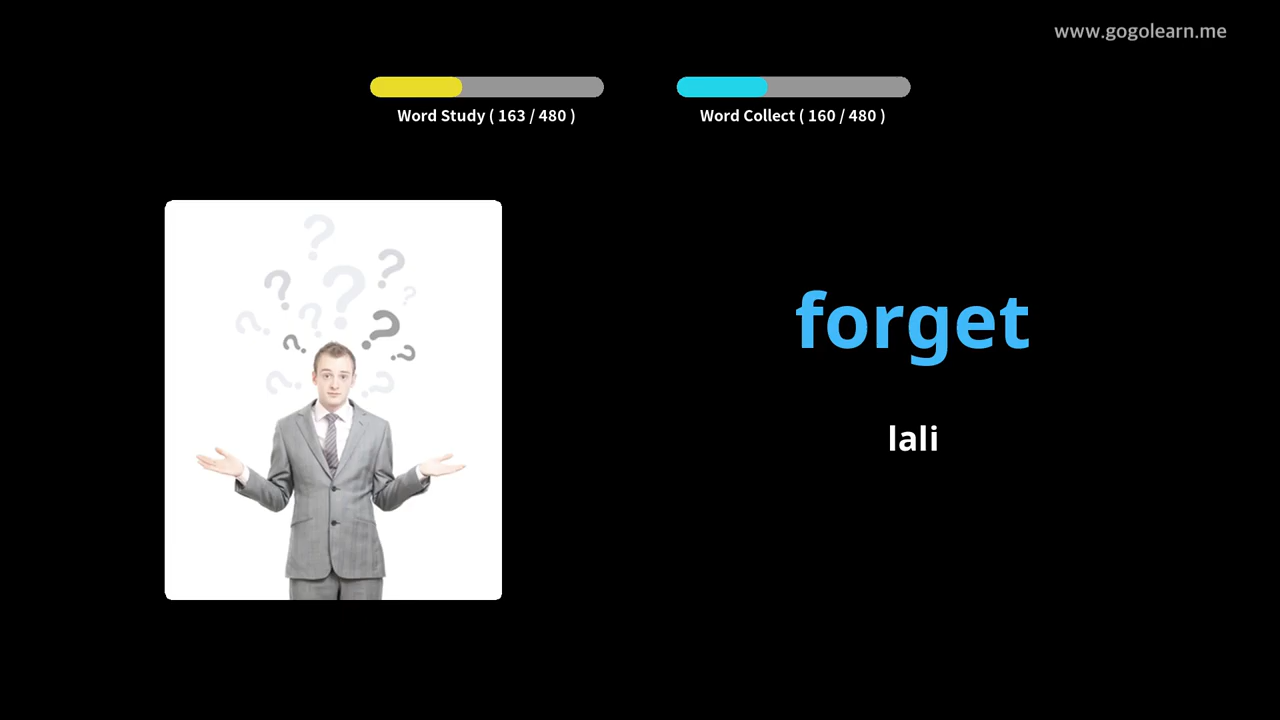 www.gogolearn.me
Word Study ( 163 / 480 )
Word Collect ( 160 / 480 )
? ? ? ? ? ? ? ? ? ? ? ?
forget
lali